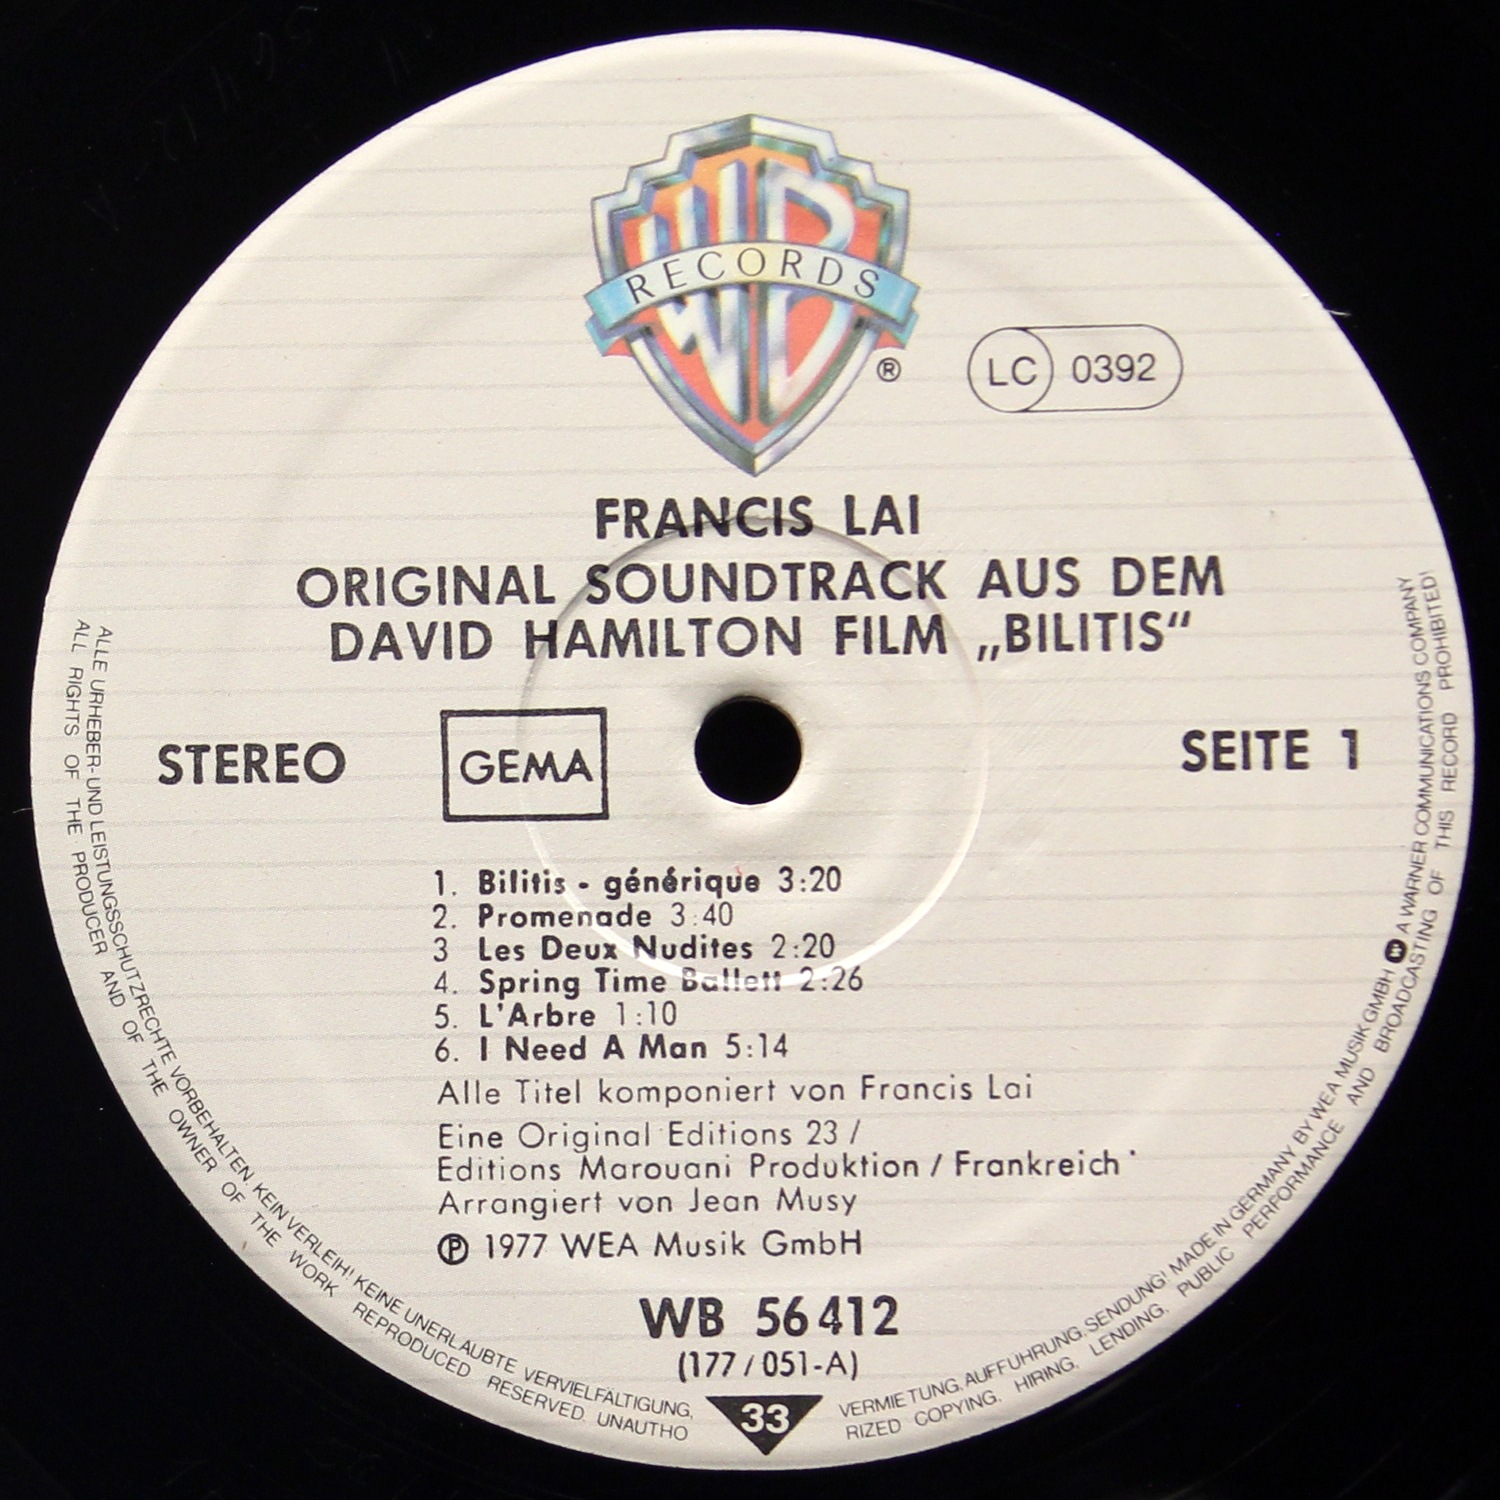 WB
RECORDS
®
LC 0392
FRANCIS LAI
ORIGINAL SOUNDTRACK AUS DEM
DAVID HAMILTON FILM „BILITIS“
STEREO GEMA SEITE 1
1. Bilitis - générique 3:20
2. Promenade 3:40
3 Les Deux Nudites 2:20
4. Spring Time Ballett 2:26
5. L'Arbre 1:10
6. I Need A Man 5:14
Alle Titel komponiert von Francis Lai
Eine Original Editions 23 /
Editions Marouani Produktion / Frankreich
Arrangiert von Jean Musy
Ⓟ 1977 WEA Musik GmbH
WB 56 412
(177 / 051-A)
33
ALLE URHEBER- UND LEISTUNGSSCHUTZRECHTE VORBEHALTEN. KEIN VERLEIH! KEINE UNERLAUBTE VERVIELFÄLTIGUNG, VERMIETUNG, AUFFÜHRUNG, SENDUNG! MADE IN GERMANY BY WEA MUSIK GMBH A WARNER COMMUNICATIONS COMPANY
ALL RIGHTS OF THE PRODUCER AND OF THE OWNER OF THE WORK REPRODUCED RESERVED. UNAUTHO RIZED COPYING. HIRING. LENDING. PUBLIC PERFORMANCE AND BROADCASTING OF THIS RECORD PROHIBITED!